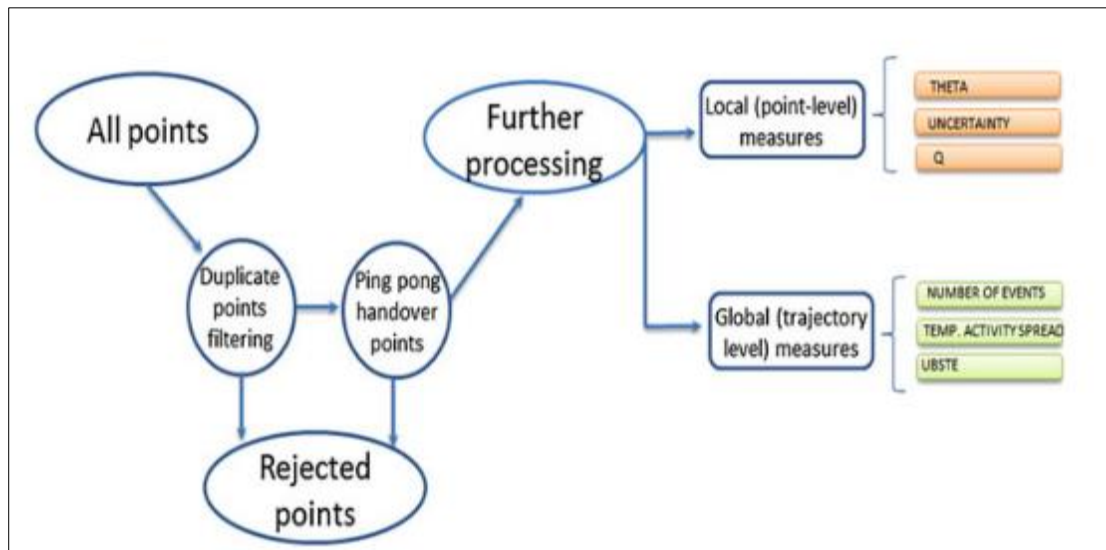 All points
Duplicate
points
filtering
Ping pong
handover
points
Rejected
points
Further
processing
Local (point-level)
measures
THETA
UNCERTAINTY
Q
Global (trajectory
level) measures
NUMBER OF EVENTS
TEMP. ACTIVITY SPREAD
UBSTE